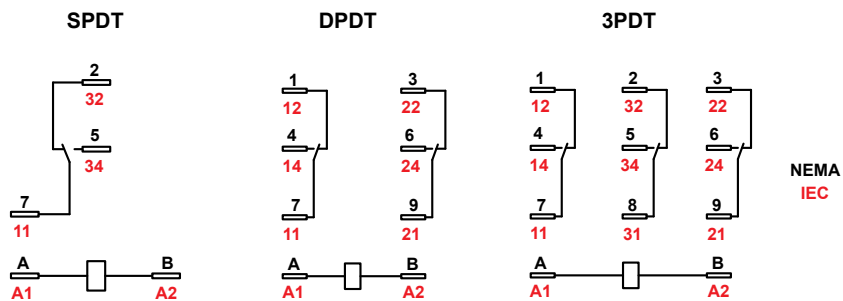 SPDT DPDT 3PDT
2
32
5
34
7
11
A B
A1 A2
1 3
12 22
4 6
14 24
7 9
11 21
A B
A1 A2
1 2 3
12 32 22
4 5 6
14 34 24
7 8 9
11 31 21
A B
A1 A2
NEMA
IEC